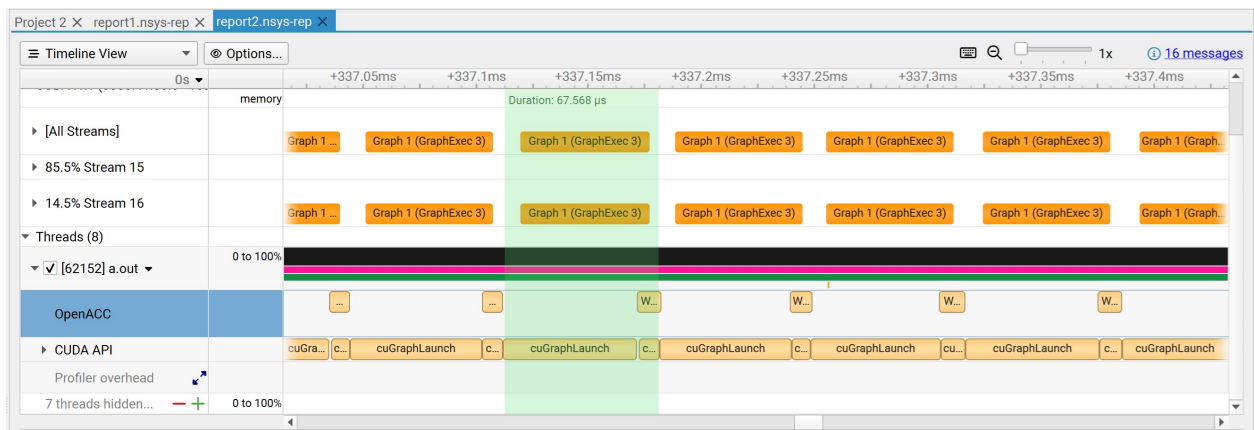 Project 2 report1.nsys-rep report2.nsys-rep
Timeline View Options... 1x 16 messages
0s +337.05ms +337.1ms +337.15ms +337.2ms +337.25ms +337.3ms +337.35ms +337.4ms
memory Duration: 67.568 µs
[All Streams] Graph 1 ... Graph 1 (GraphExec 3) Graph 1 (GraphExec 3) Graph 1 (GraphExec 3) Graph 1 (GraphExec 3) Graph 1 (GraphExec 3) Graph 1 (Graph...
85.5% Stream 15
14.5% Stream 16 Graph 1 ... Graph 1 (GraphExec 3) Graph 1 (GraphExec 3) Graph 1 (GraphExec 3) Graph 1 (GraphExec 3) Graph 1 (GraphExec 3) Graph 1 (Graph...
Threads (8)
[62152] a.out 0 to 100%
OpenACC ... ... W... W... W... W...
CUDA API cuGra... c... cuGraphLaunch c... cuGraphLaunch c... cuGraphLaunch c... cuGraphLaunch cu... cuGraphLaunch c... cuGraphLaunch
Profiler overhead
7 threads hidden... 0 to 100%